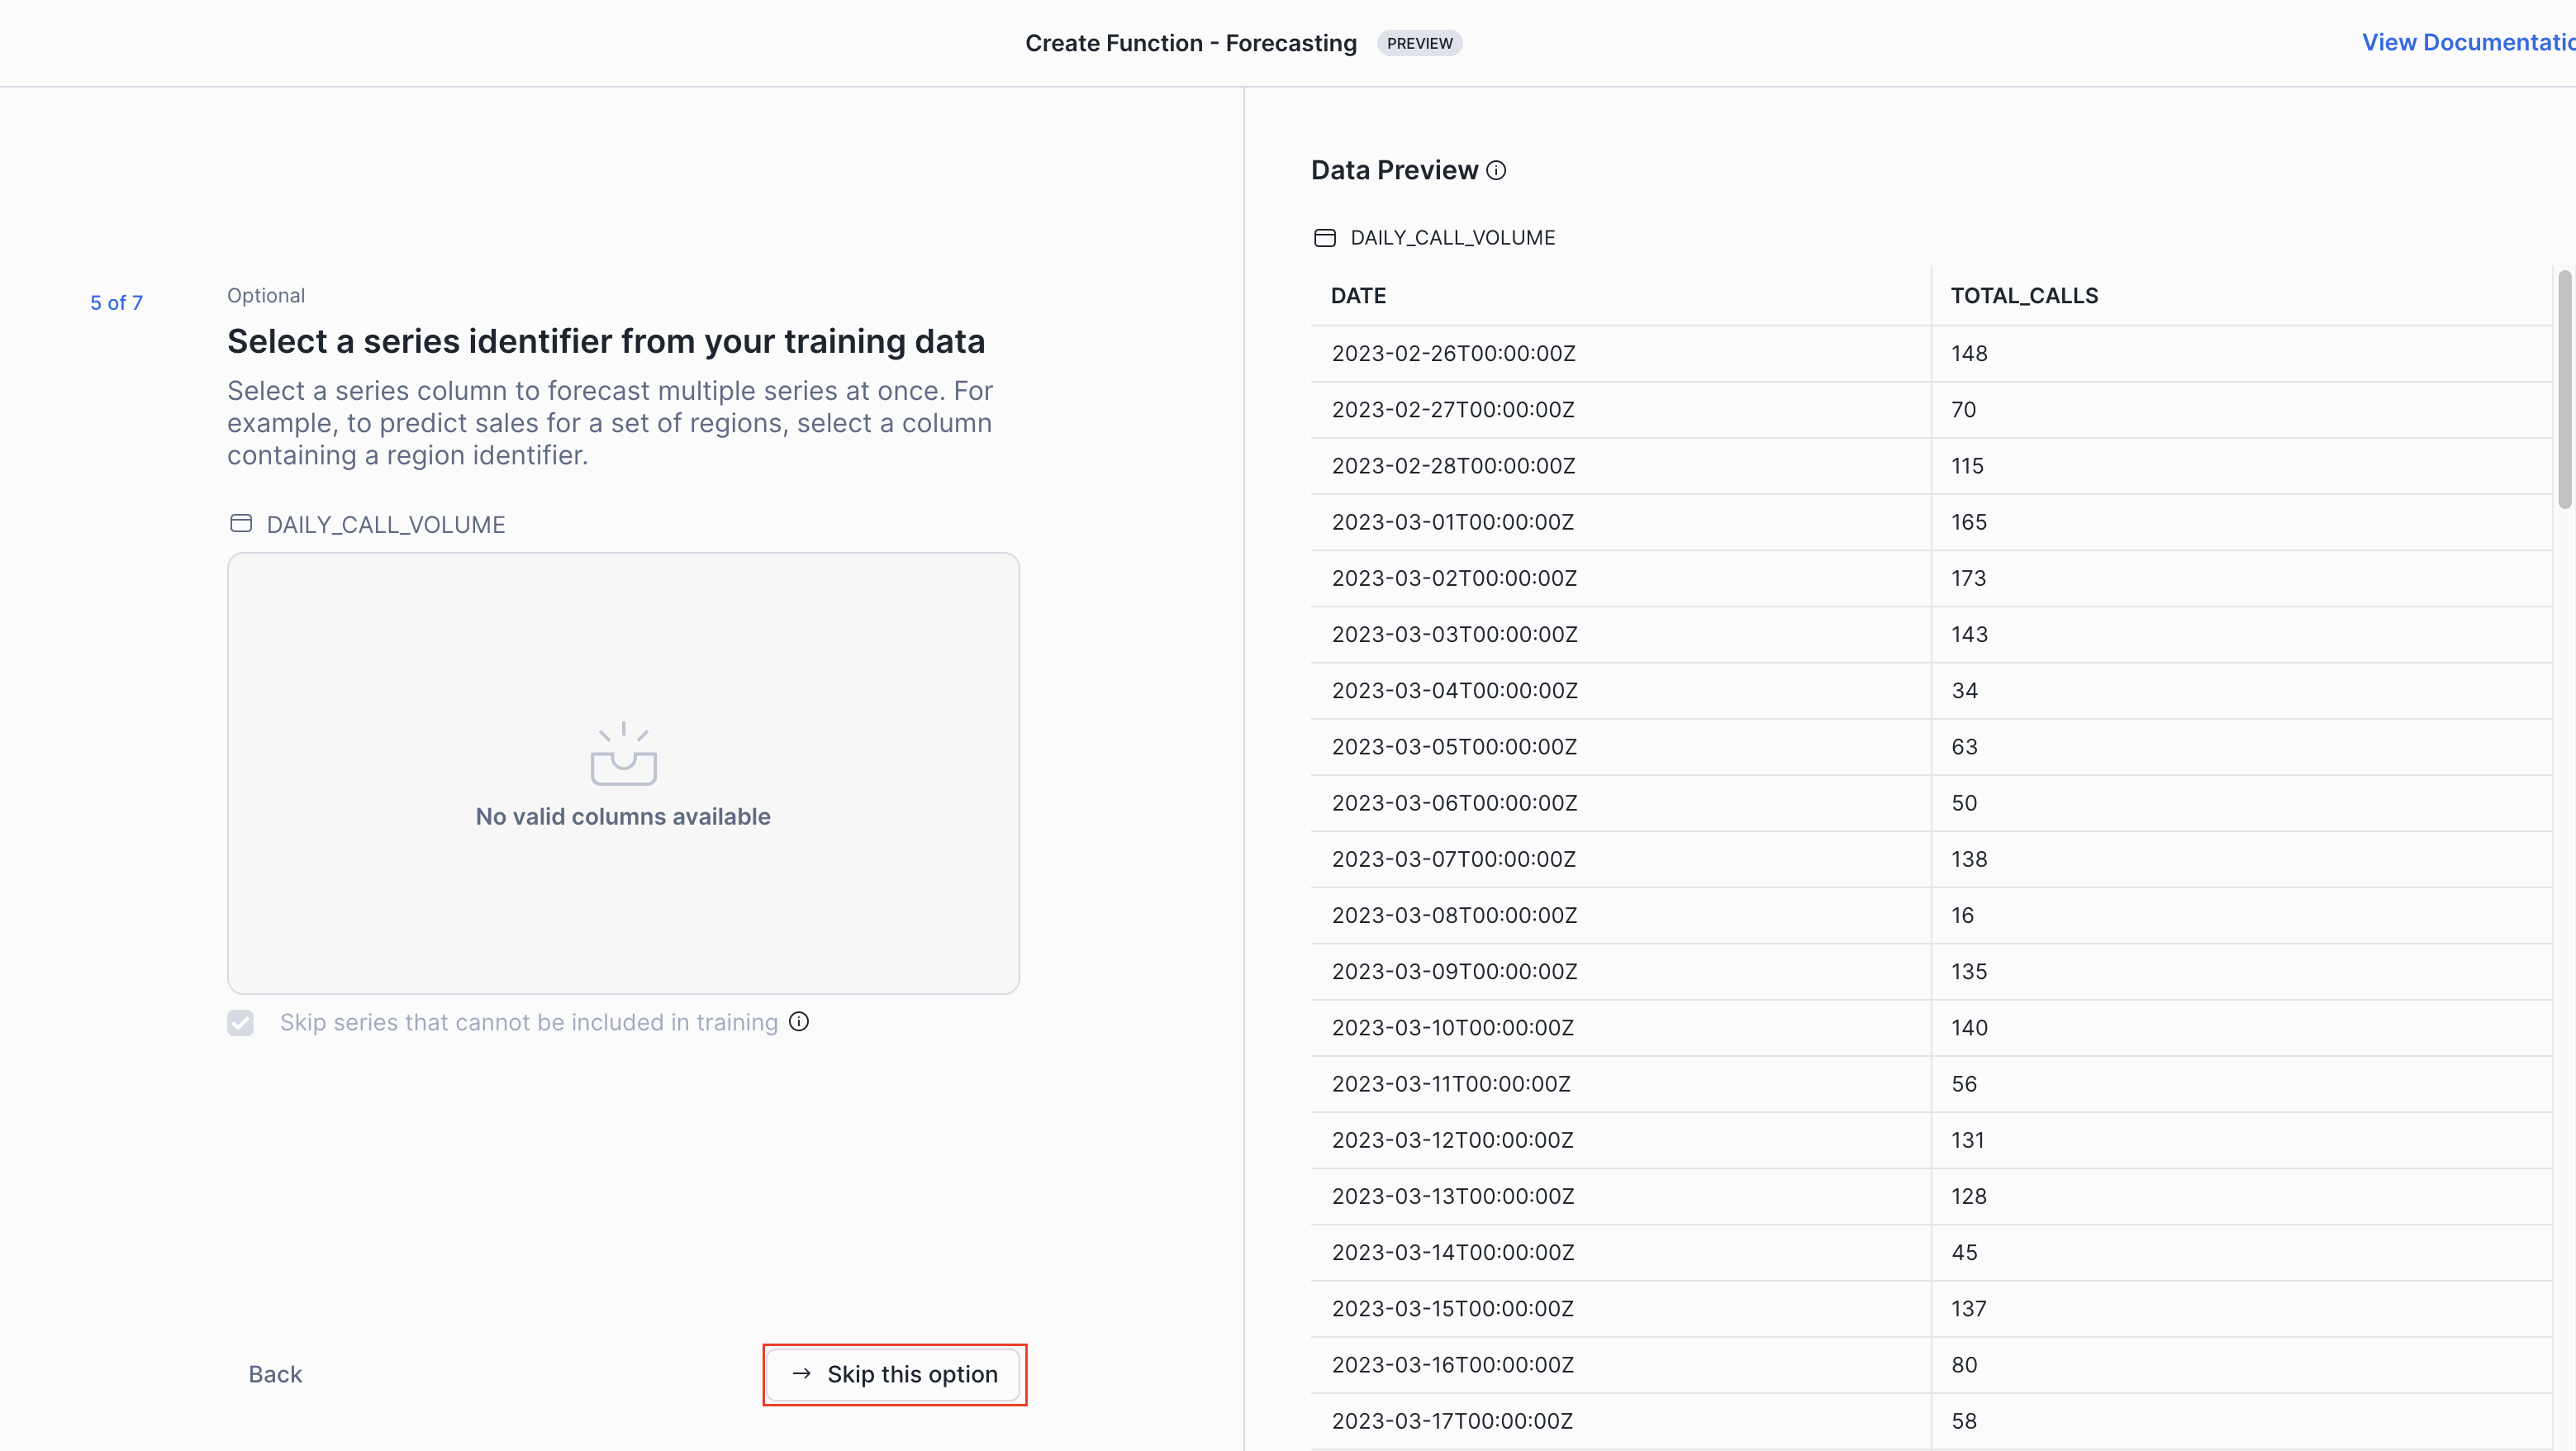 Create Function - Forecasting PREVIEW
View Documentatio
5 of 7
Optional
Select a series identifier from your training data
Select a series column to forecast multiple series at once. For
example, to predict sales for a set of regions, select a column
containing a region identifier.
DAILY_CALL_VOLUME
No valid columns available
Skip series that cannot be included in training
Back
Skip this option
Data Preview
DAILY_CALL_VOLUME
DATE TOTAL_CALLS
2023-02-26T00:00:00Z 148
2023-02-27T00:00:00Z 70
2023-02-28T00:00:00Z 115
2023-03-01T00:00:00Z 165
2023-03-02T00:00:00Z 173
2023-03-03T00:00:00Z 143
2023-03-04T00:00:00Z 34
2023-03-05T00:00:00Z 63
2023-03-06T00:00:00Z 50
2023-03-07T00:00:00Z 138
2023-03-08T00:00:00Z 16
2023-03-09T00:00:00Z 135
2023-03-10T00:00:00Z 140
2023-03-11T00:00:00Z 56
2023-03-12T00:00:00Z 131
2023-03-13T00:00:00Z 128
2023-03-14T00:00:00Z 45
2023-03-15T00:00:00Z 137
2023-03-16T00:00:00Z 80
2023-03-17T00:00:00Z 58